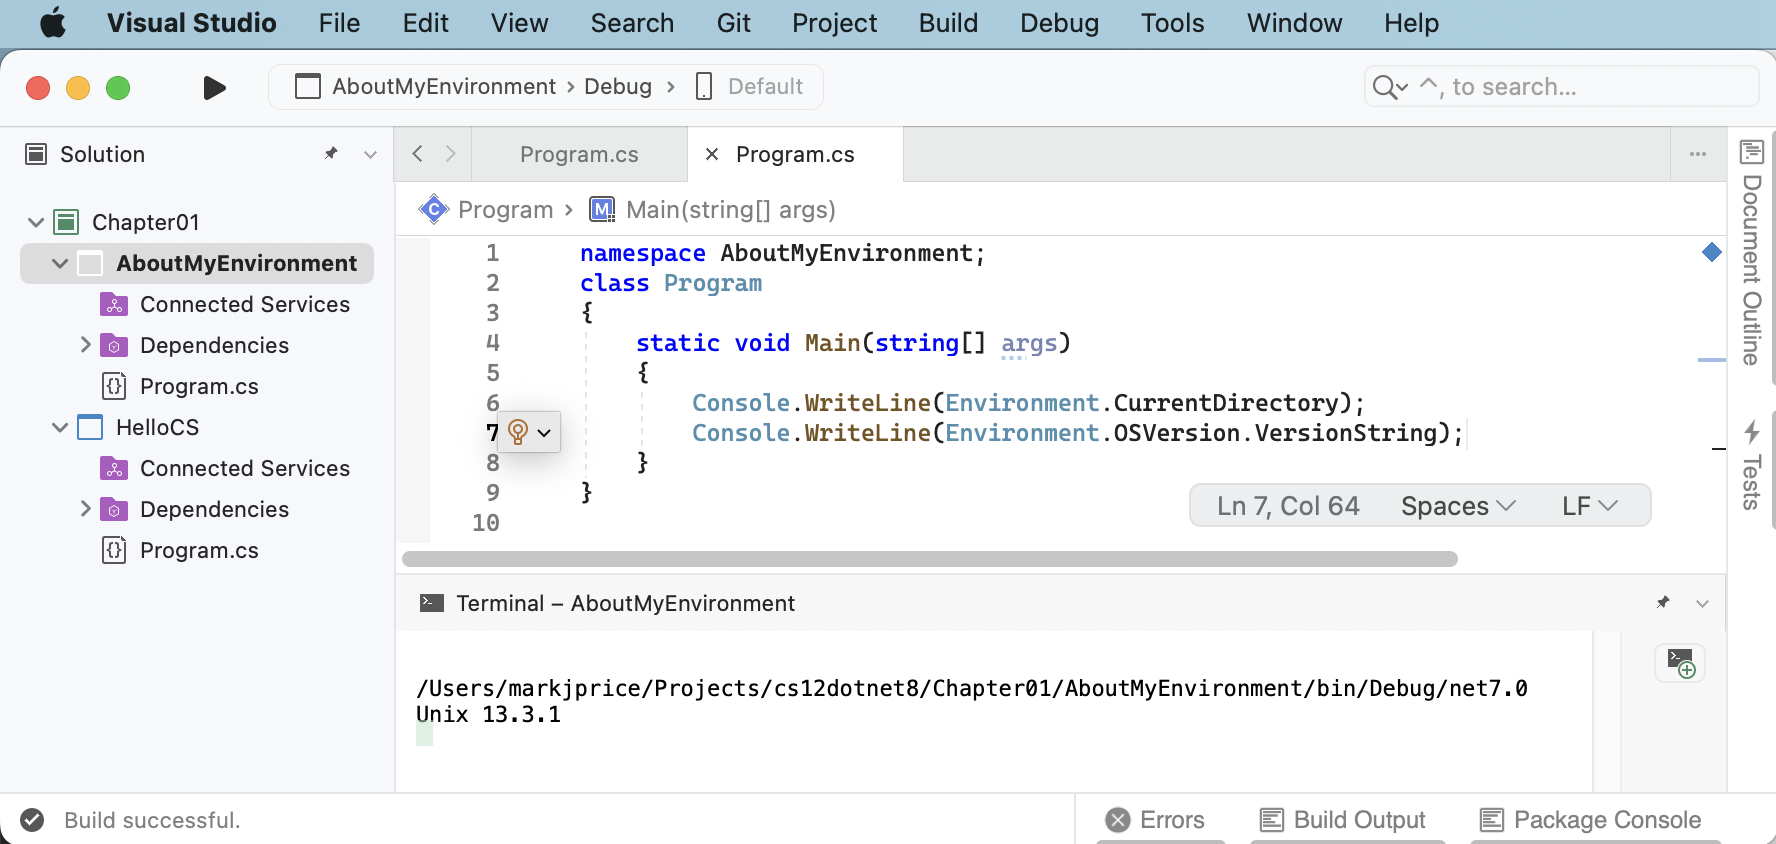 Visual Studio File Edit View Search Git Project Build Debug Tools Window Help
AboutMyEnvironment › Debug › Default
^, to search...
Solution
Chapter01
AboutMyEnvironment
Connected Services
Dependencies
Program.cs
HelloCS
Connected Services
Dependencies
Program.cs
Program.cs
Program.cs
Program › Main(string[] args)
1 namespace AboutMyEnvironment;
2 class Program
3 {
4 static void Main(string[] args)
5 {
6 Console.WriteLine(Environment.CurrentDirectory);
7 Console.WriteLine(Environment.OSVersion.VersionString);
8 }
9 }
10
Ln 7, Col 64 Spaces LF
Document Outline
Tests
Terminal – AboutMyEnvironment
/Users/markjprice/Projects/cs12dotnet8/Chapter01/AboutMyEnvironment/bin/Debug/net7.0
Unix 13.3.1
Build successful.
Errors Build Output Package Console